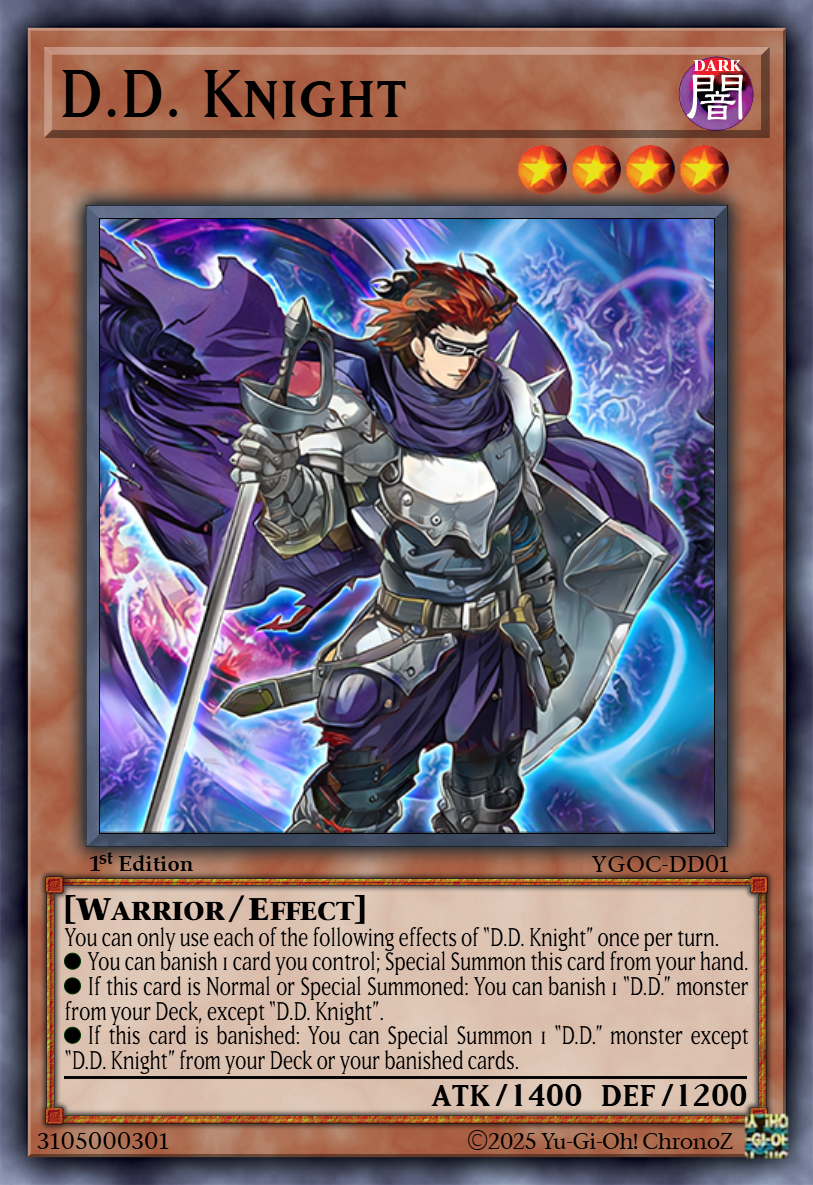 D.D. Knight
DARK
闇
1st Edition
YGOC-DD01
[Warrior/Effect]
You can only use each of the following effects of "D.D. Knight" once per turn.
● You can banish 1 card you control; Special Summon this card from your hand.
● If this card is Normal or Special Summoned: You can banish 1 "D.D." monster
from your Deck, except "D.D. Knight".
● If this card is banished: You can Special Summon 1 "D.D." monster except
"D.D. Knight" from your Deck or your banished cards.
ATK/1400 DEF/1200
3105000301
©2025 Yu-Gi-Oh! ChronoZ